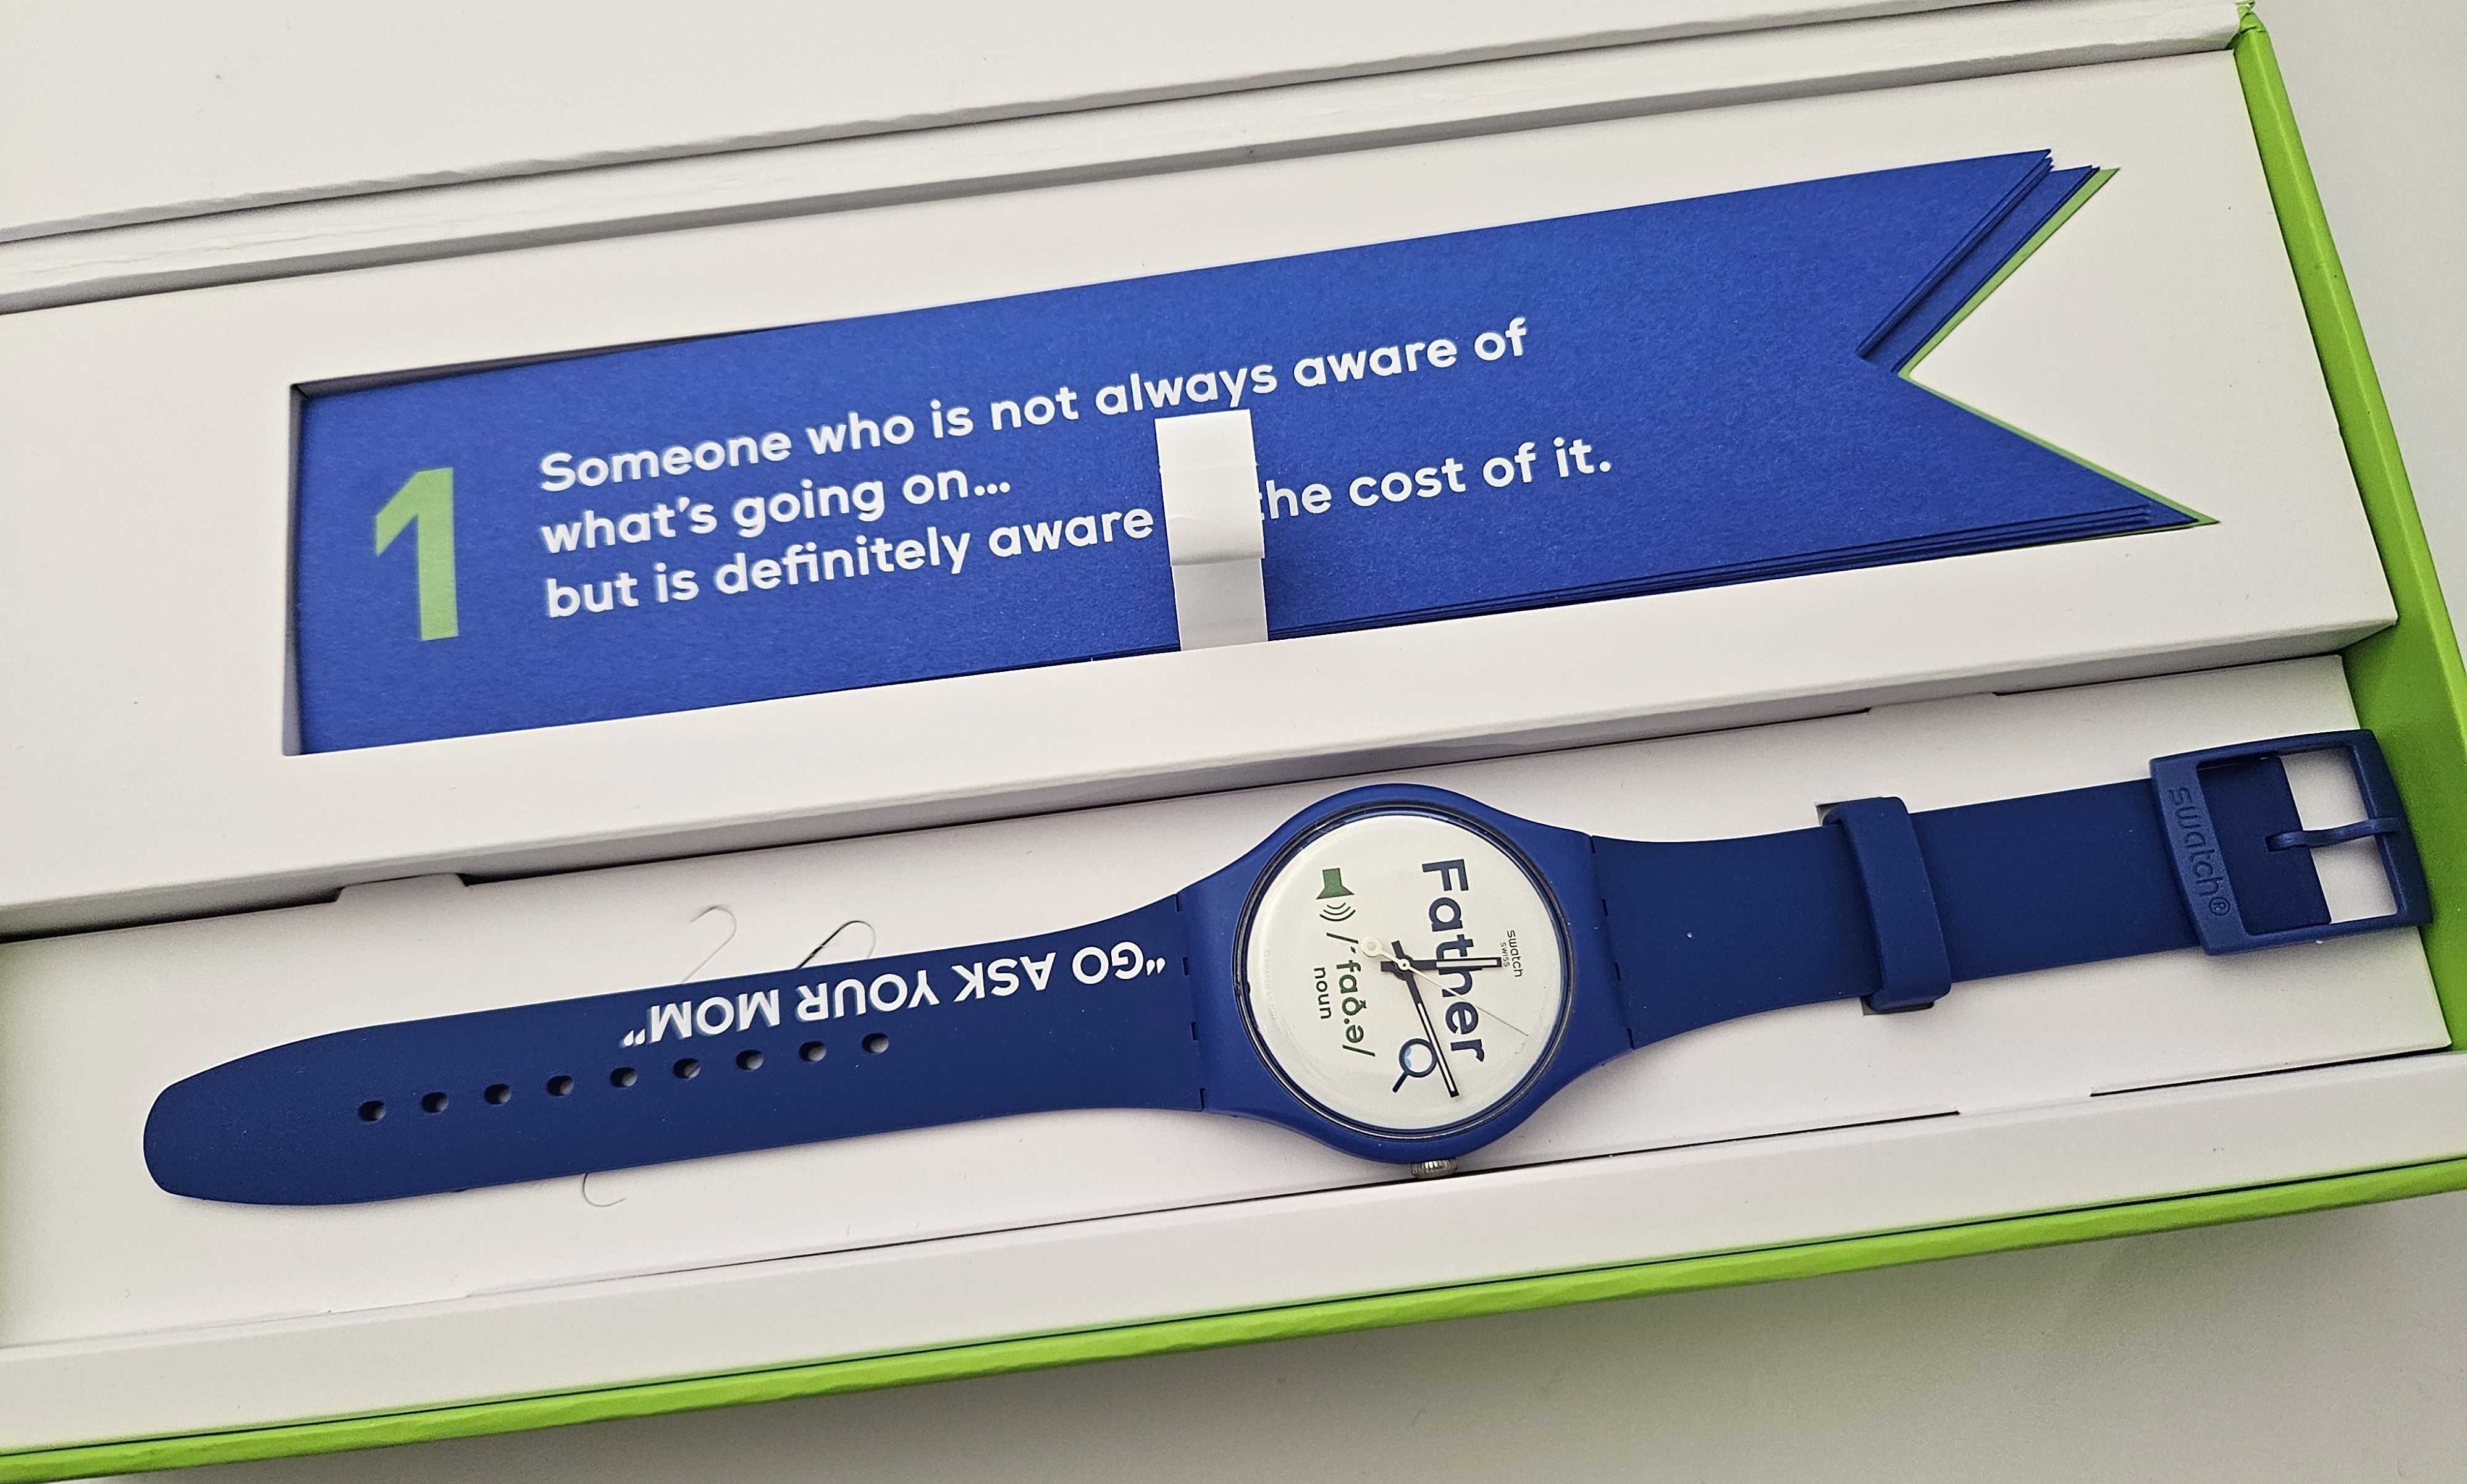 1
Someone who is not always aware of
what's going on...
but is definitely aware the cost of it.
swatch
swiss
Father
/ˈfɑð.ə/
noun
"GO ASK YOUR MOM"
swatch®